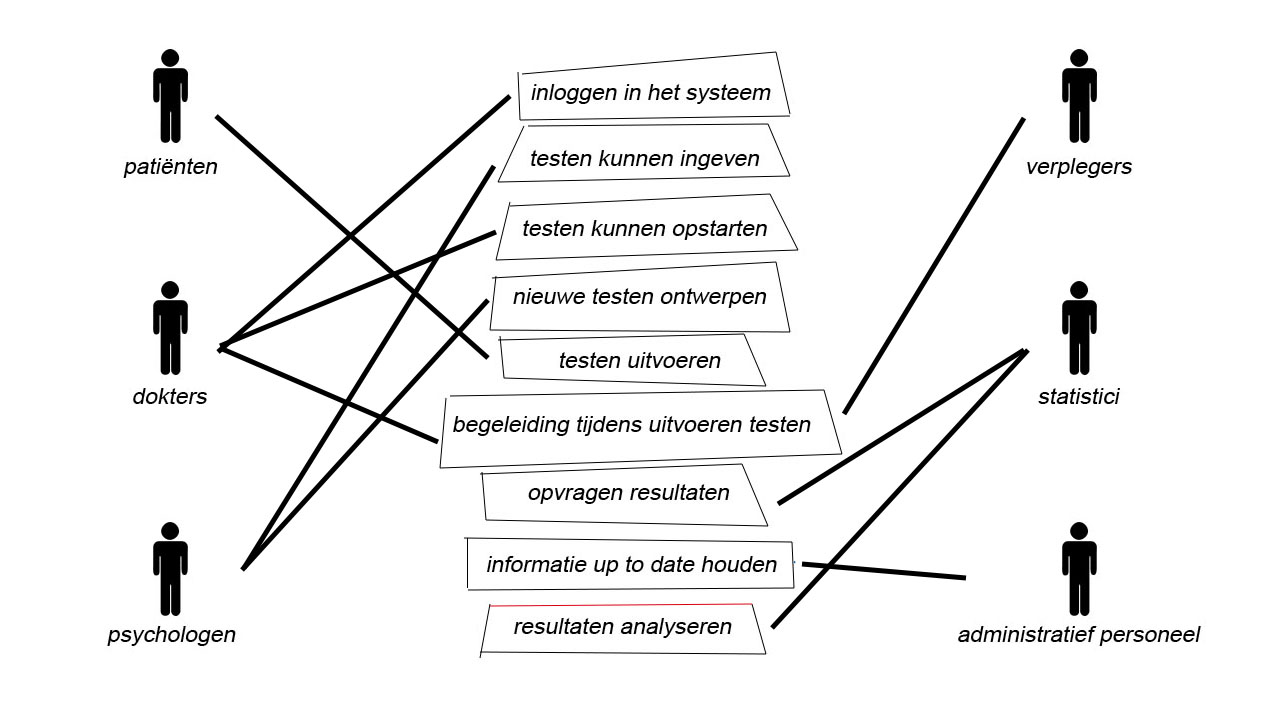 inloggen in het systeem
testen kunnen ingeven
patiënten
verplegers
testen kunnen opstarten
nieuwe testen ontwerpen
testen uitvoeren
dokters
statistici
begeleiding tijdens uitvoeren testen
opvragen resultaten
informatie up to date houden
resultaten analyseren
psychologen
administratief personeel